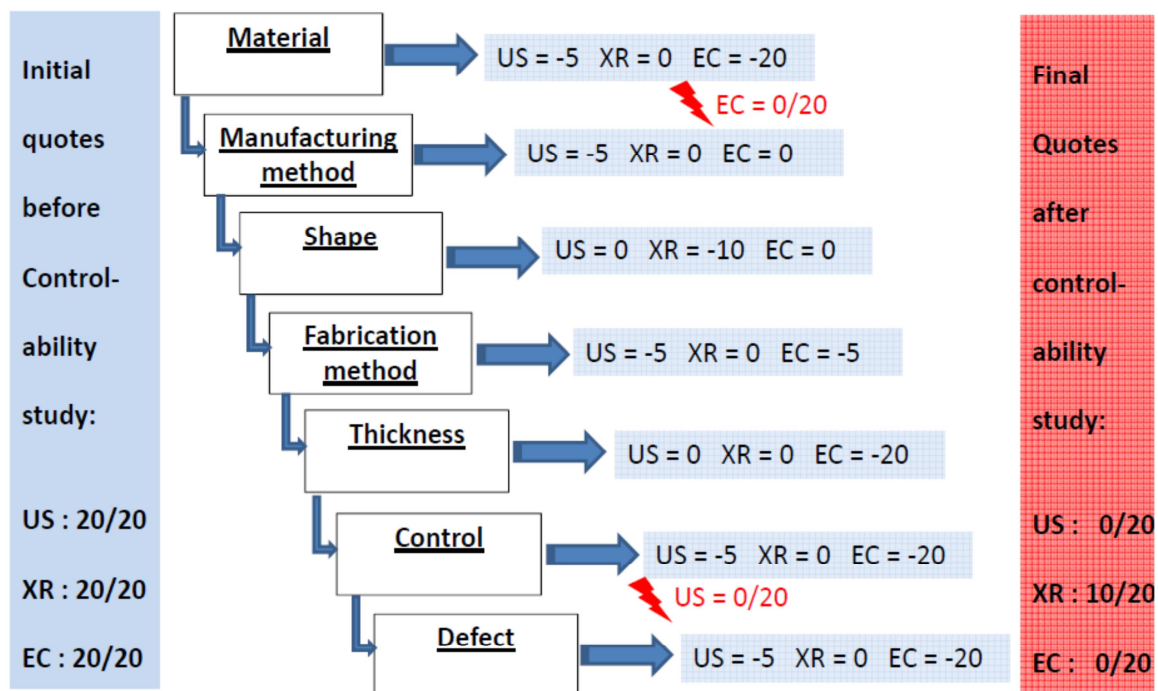 Initial
quotes
before
Control-
ability
study:
US : 20/20
XR : 20/20
EC : 20/20
Material
US = -5 XR = 0 EC = -20
EC = 0/20
Manufacturing
method
US = -5 XR = 0 EC = 0
Shape
US = 0 XR = -10 EC = 0
Fabrication
method
US = -5 XR = 0 EC = -5
Thickness
US = 0 XR = 0 EC = -20
Control
US = -5 XR = 0 EC = -20
US = 0/20
Defect
US = -5 XR = 0 EC = -20
Final
Quotes
after
control-
ability
study:
US : 0/20
XR : 10/20
EC : 0/20